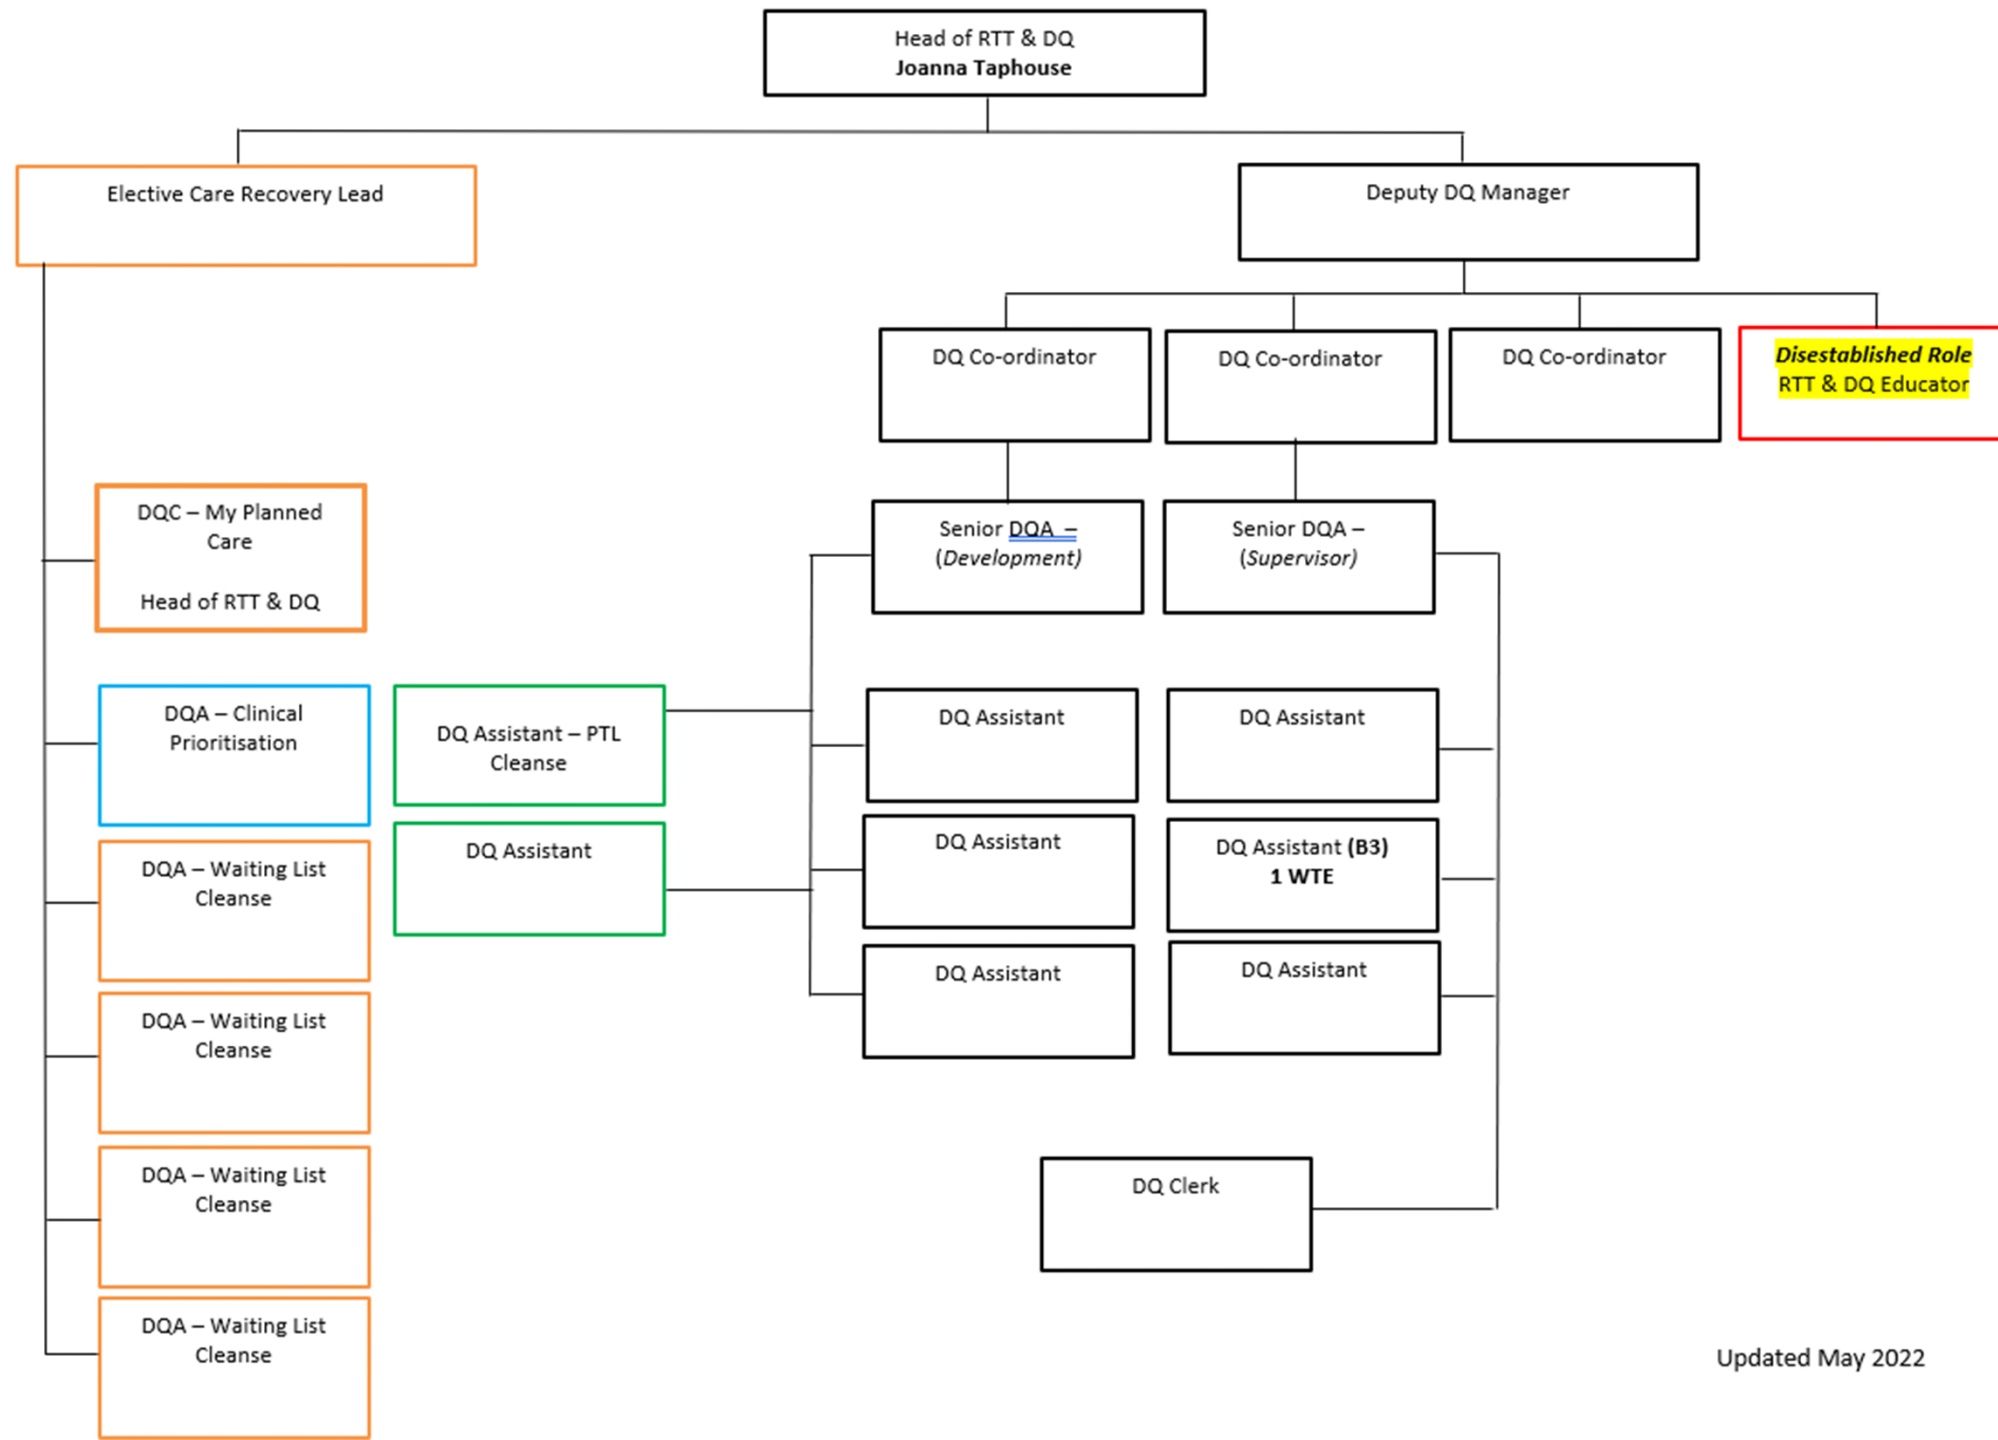 Head of RTT & DQ
Joanna Taphouse
Elective Care Recovery Lead
Deputy DQ Manager
DQ Co-ordinator
DQ Co-ordinator
DQ Co-ordinator
Disestablished Role
RTT & DQ Educator
DQC – My Planned
Care
Head of RTT & DQ
Senior DQA –
(Development)
Senior DQA –
(Supervisor)
DQA – Clinical
Prioritisation
DQ Assistant – PTL
Cleanse
DQ Assistant
DQ Assistant
DQA – Waiting List
Cleanse
DQ Assistant
DQ Assistant
DQ Assistant (B3)
1 WTE
DQA – Waiting List
Cleanse
DQ Assistant
DQ Assistant
DQA – Waiting List
Cleanse
DQ Clerk
DQA – Waiting List
Cleanse
Updated May 2022